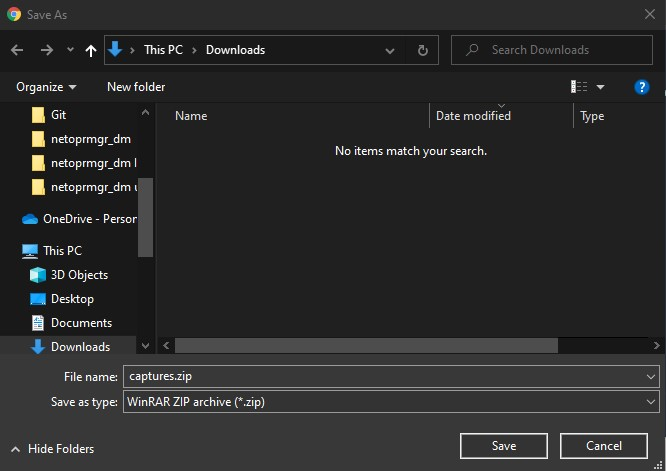 Save As
This PC > Downloads
Search Downloads
Organize
New folder
?
Git
netoprmgr_dm
netoprmgr_dm l
netoprmgr_dm u
OneDrive - Person
This PC
3D Objects
Desktop
Documents
Downloads
Name
Date modified
Type
No items match your search.
File name: captures.zip
Save as type: WinRAR ZIP archive (*.zip)
Hide Folders
Save
Cancel